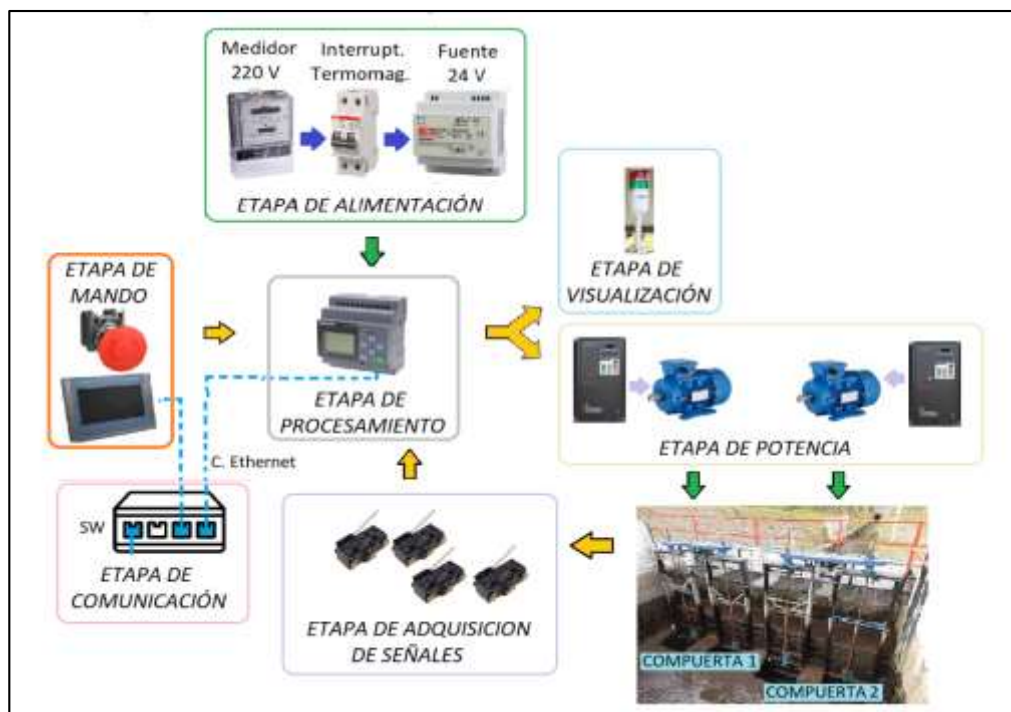 Medidor
220 V
Interrupt.
Termomag.
Fuente
24 V
ETAPA DE ALIMENTACIÓN
ETAPA DE
MANDO
ETAPA DE
VISUALIZACIÓN
ETAPA DE
PROCESAMIENTO
ETAPA DE POTENCIA
C. Ethernet
SW
ETAPA DE
COMUNICACIÓN
ETAPA DE ADQUISICION
DE SEÑALES
COMPUERTA 1
COMPUERTA 2